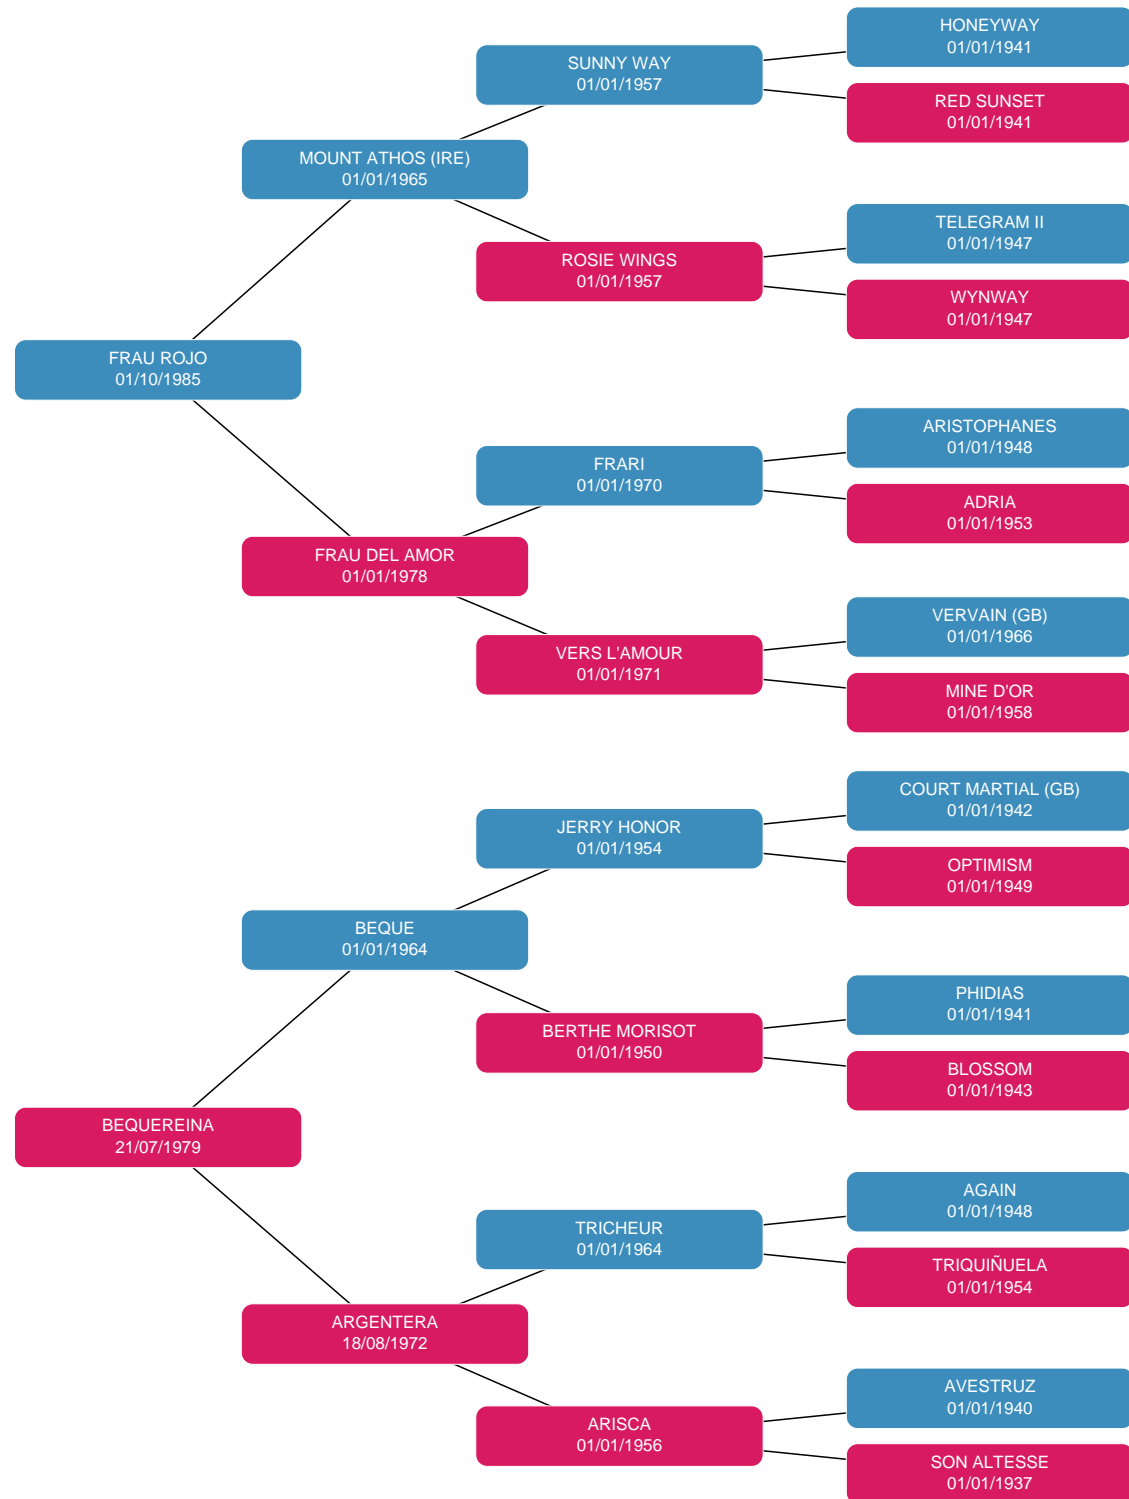 HONEYWAY
01/01/1941
SUNNY WAY
01/01/1957
RED SUNSET
01/01/1941
MOUNT ATHOS (IRE)
01/01/1965
TELEGRAM II
01/01/1947
ROSIE WINGS
01/01/1957
WYNWAY
01/01/1947
FRAU ROJO
01/10/1985
ARISTOPHANES
01/01/1948
FRARI
01/01/1970
ADRIA
01/01/1953
FRAU DEL AMOR
01/01/1978
VERVAIN (GB)
01/01/1966
VERS L'AMOUR
01/01/1971
MINE D'OR
01/01/1958
COURT MARTIAL (GB)
01/01/1942
JERRY HONOR
01/01/1954
OPTIMISM
01/01/1949
BEQUE
01/01/1964
PHIDIAS
01/01/1941
BERTHE MORISOT
01/01/1950
BLOSSOM
01/01/1943
BEQUEREINA
21/07/1979
AGAIN
01/01/1948
TRICHEUR
01/01/1964
TRIQUIÑUELA
01/01/1954
ARGENTERA
18/08/1972
AVESTRUZ
01/01/1940
ARISCA
01/01/1956
SON ALTESSE
01/01/1937